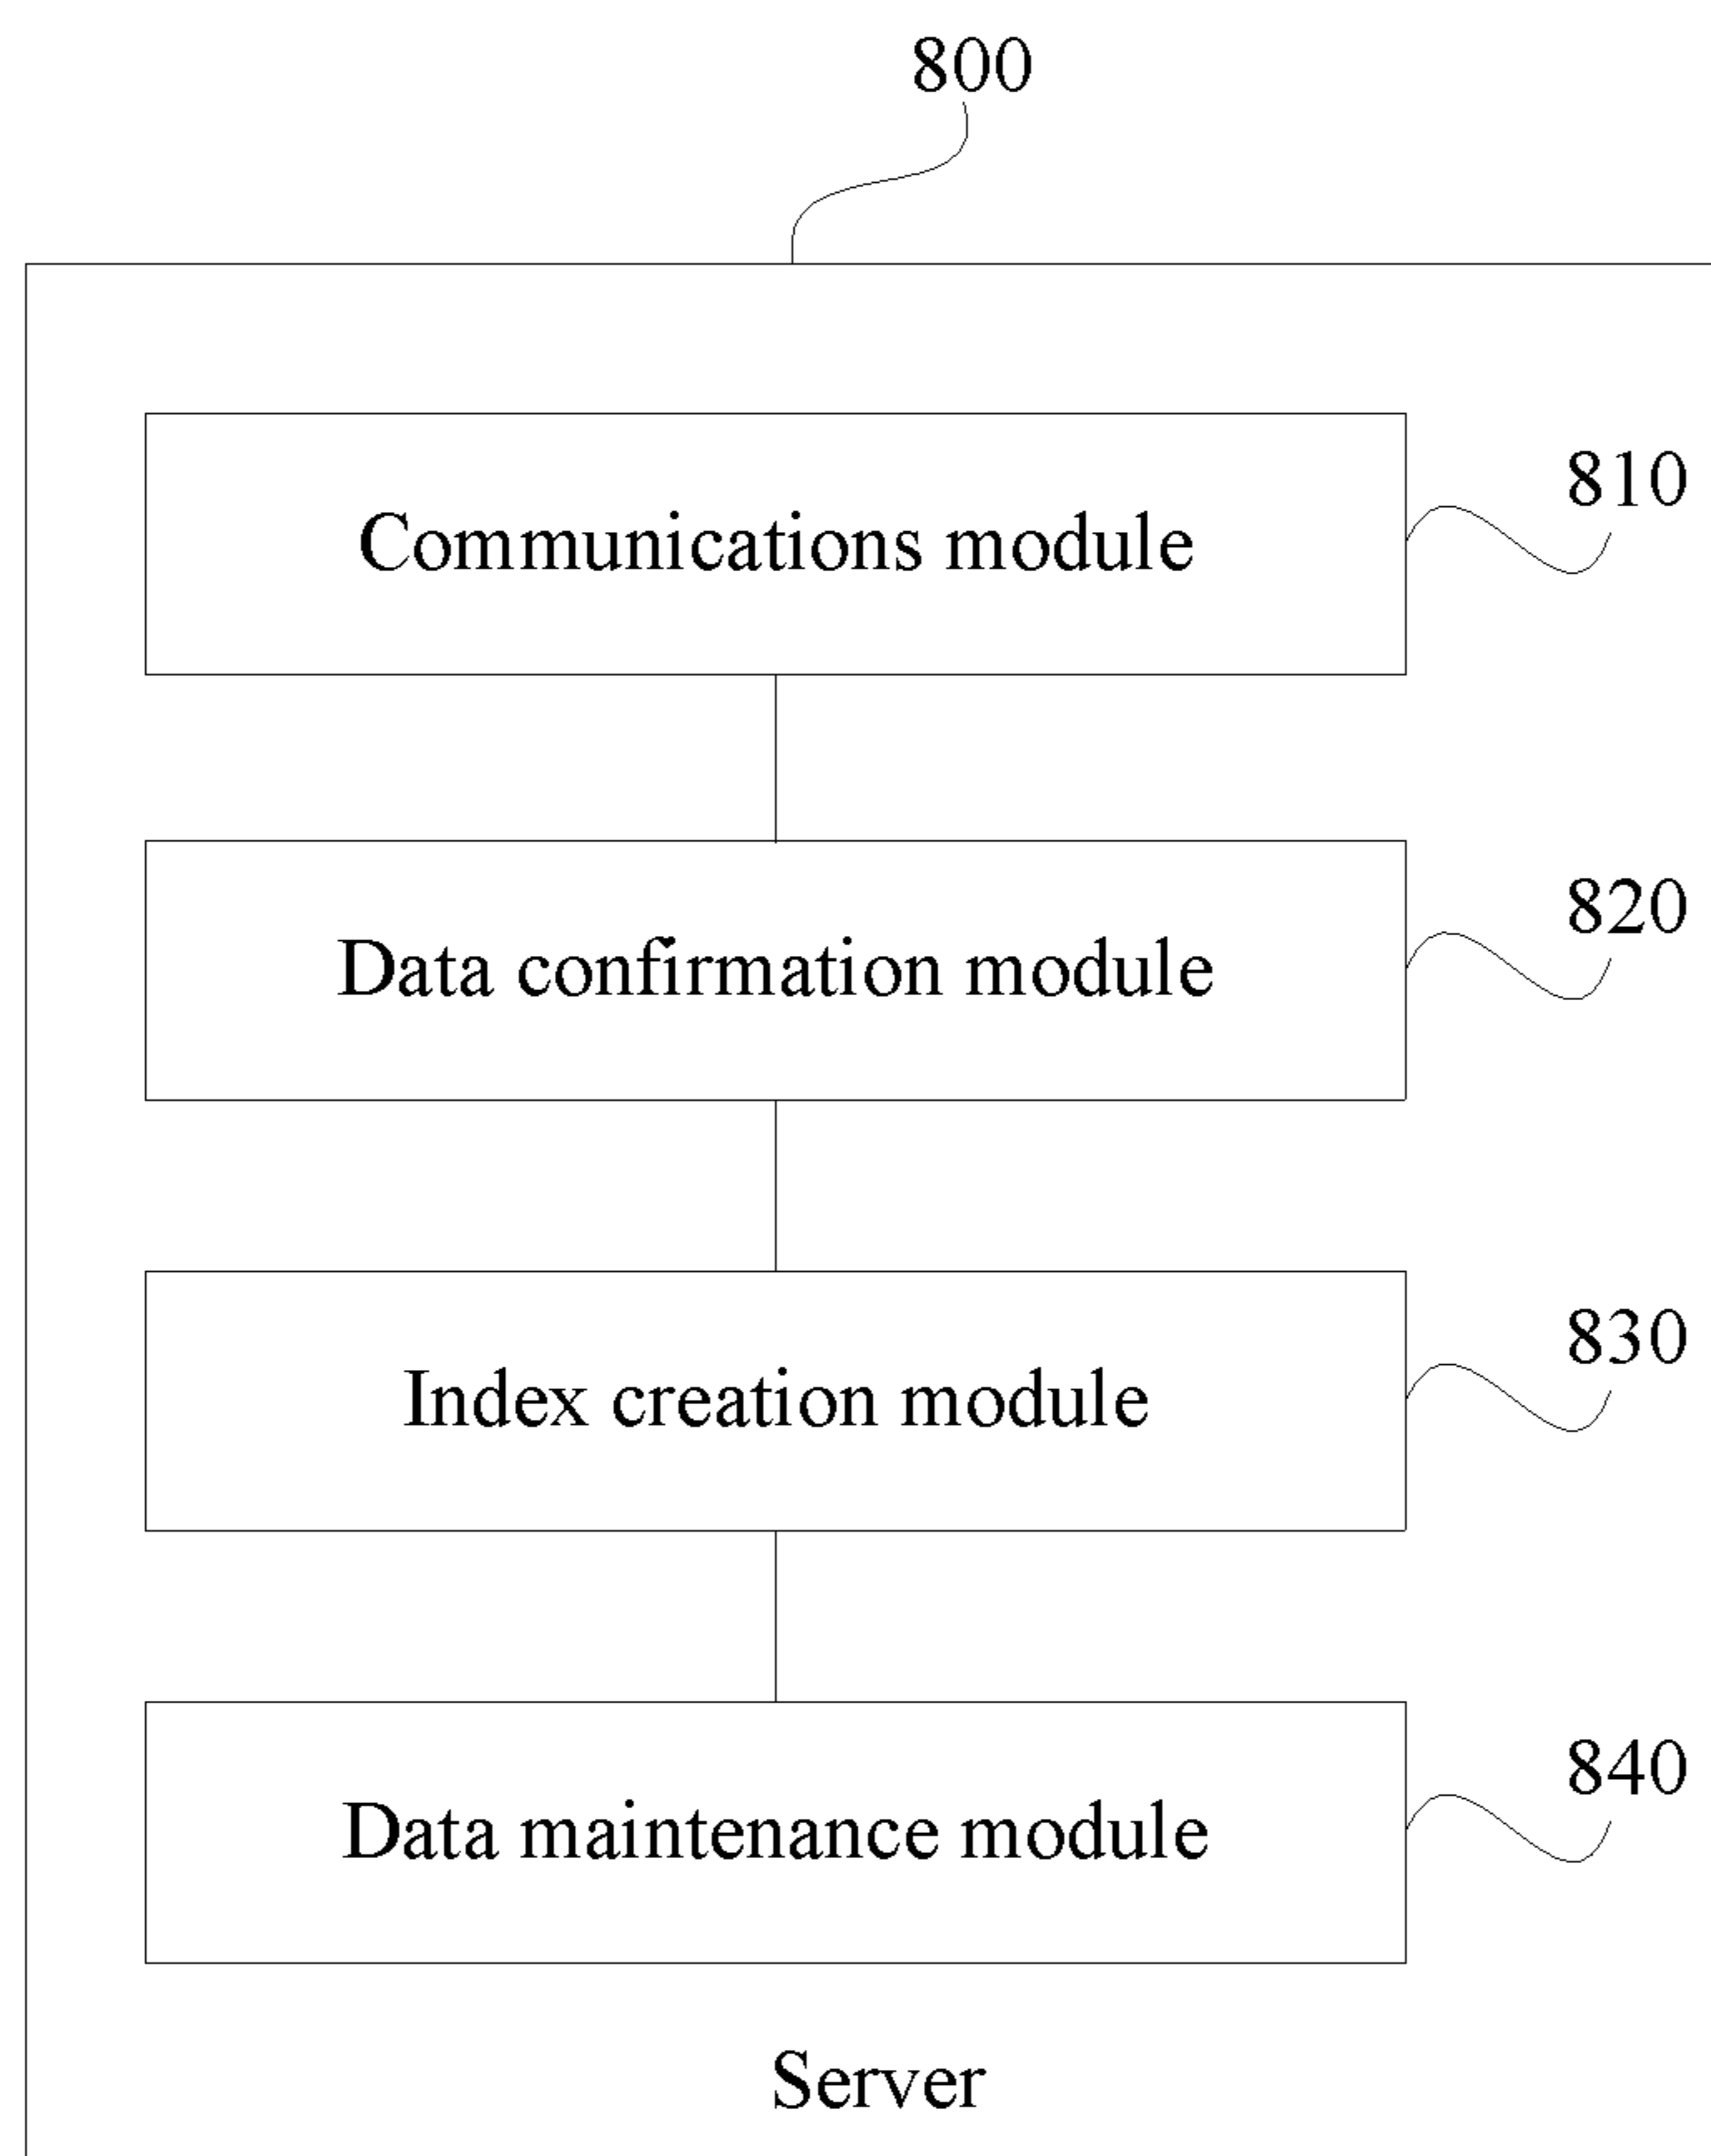 800
Communications module
810
Data confirmation module
820
Index creation module
830
Data maintenance module
840
Server